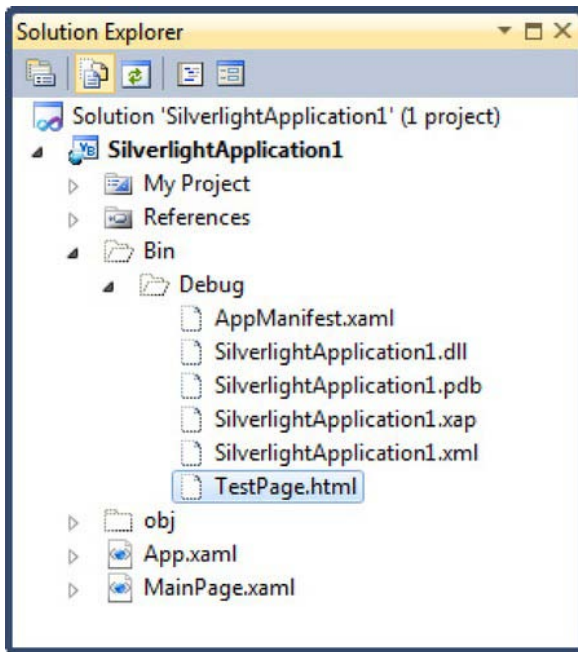 Solution Explorer
Solution 'SilverlightApplication1' (1 project)
VB SilverlightApplication1
My Project
References
Bin
Debug
AppManifest.xaml
SilverlightApplication1.dll
SilverlightApplication1.pdb
SilverlightApplication1.xap
SilverlightApplication1.xml
TestPage.html
obj
App.xaml
MainPage.xaml